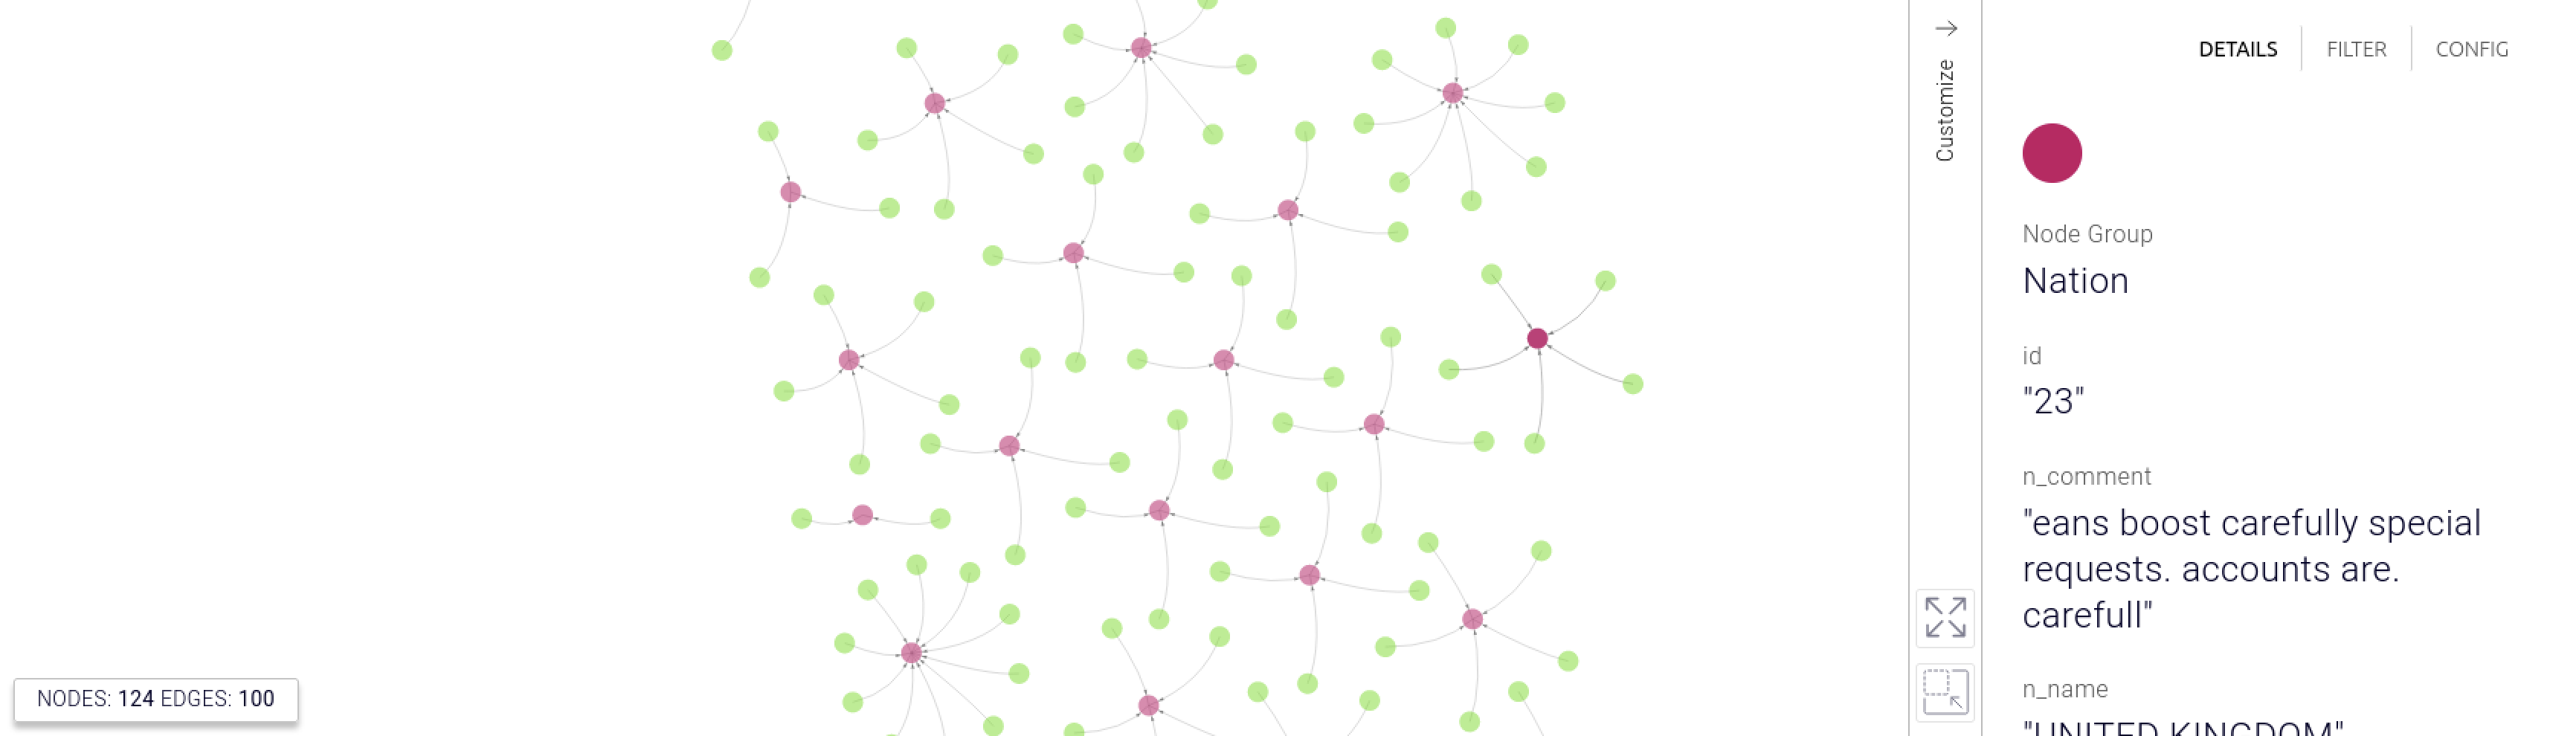 DETAILS FILTER CONFIG
Customize
Node Group
Nation
id
"23"
n_comment
"eans boost carefully special
requests. accounts are.
carefull"
n_name
"UNITED KINGDOM"
NODES: 124 EDGES: 100